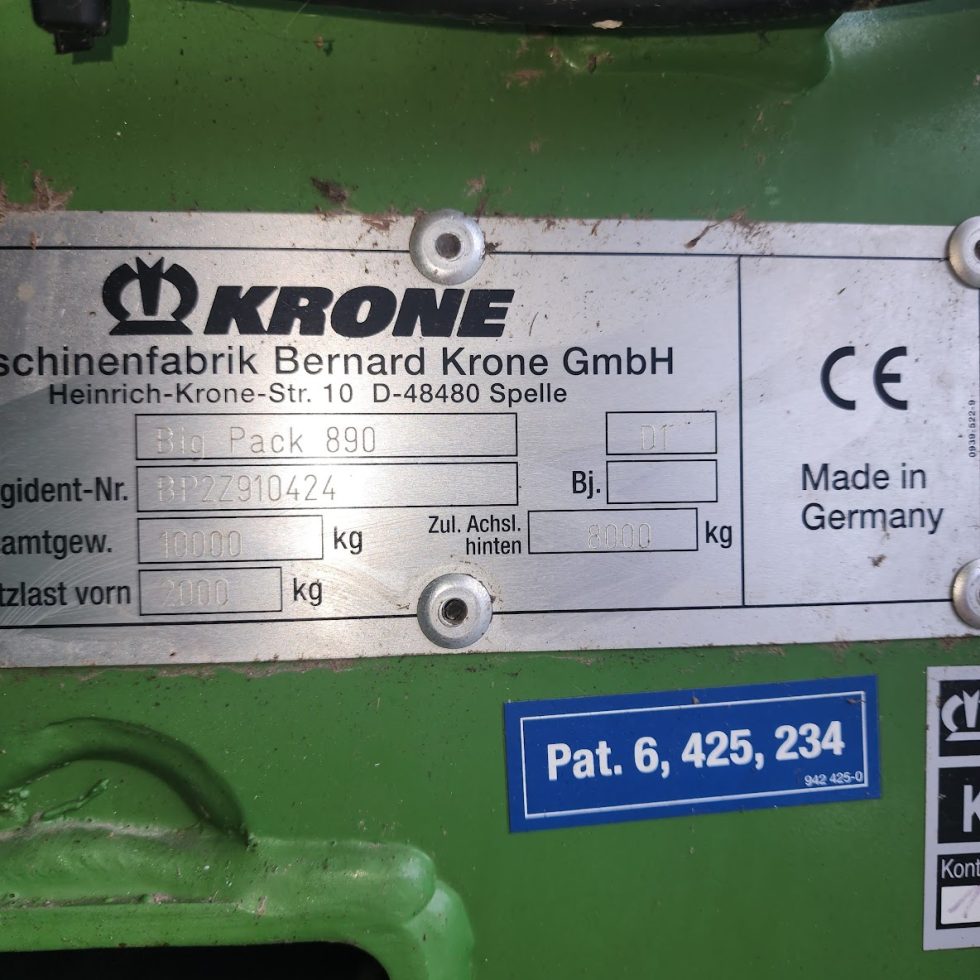 KRONE
schinenfabrik Bernard Krone GmbH
Heinrich-Krone-Str. 10 D-48480 Spelle
Big Pack 890
gident-Nr. BP2Z910424 Bj.
samtgew. 10000 kg Zul. Achsl. hinten 8000 kg
tzlast vorn 2000 kg
CE
Made in
Germany
0939-522-9
Pat. 6, 425, 234
942 425-0
K
Kont